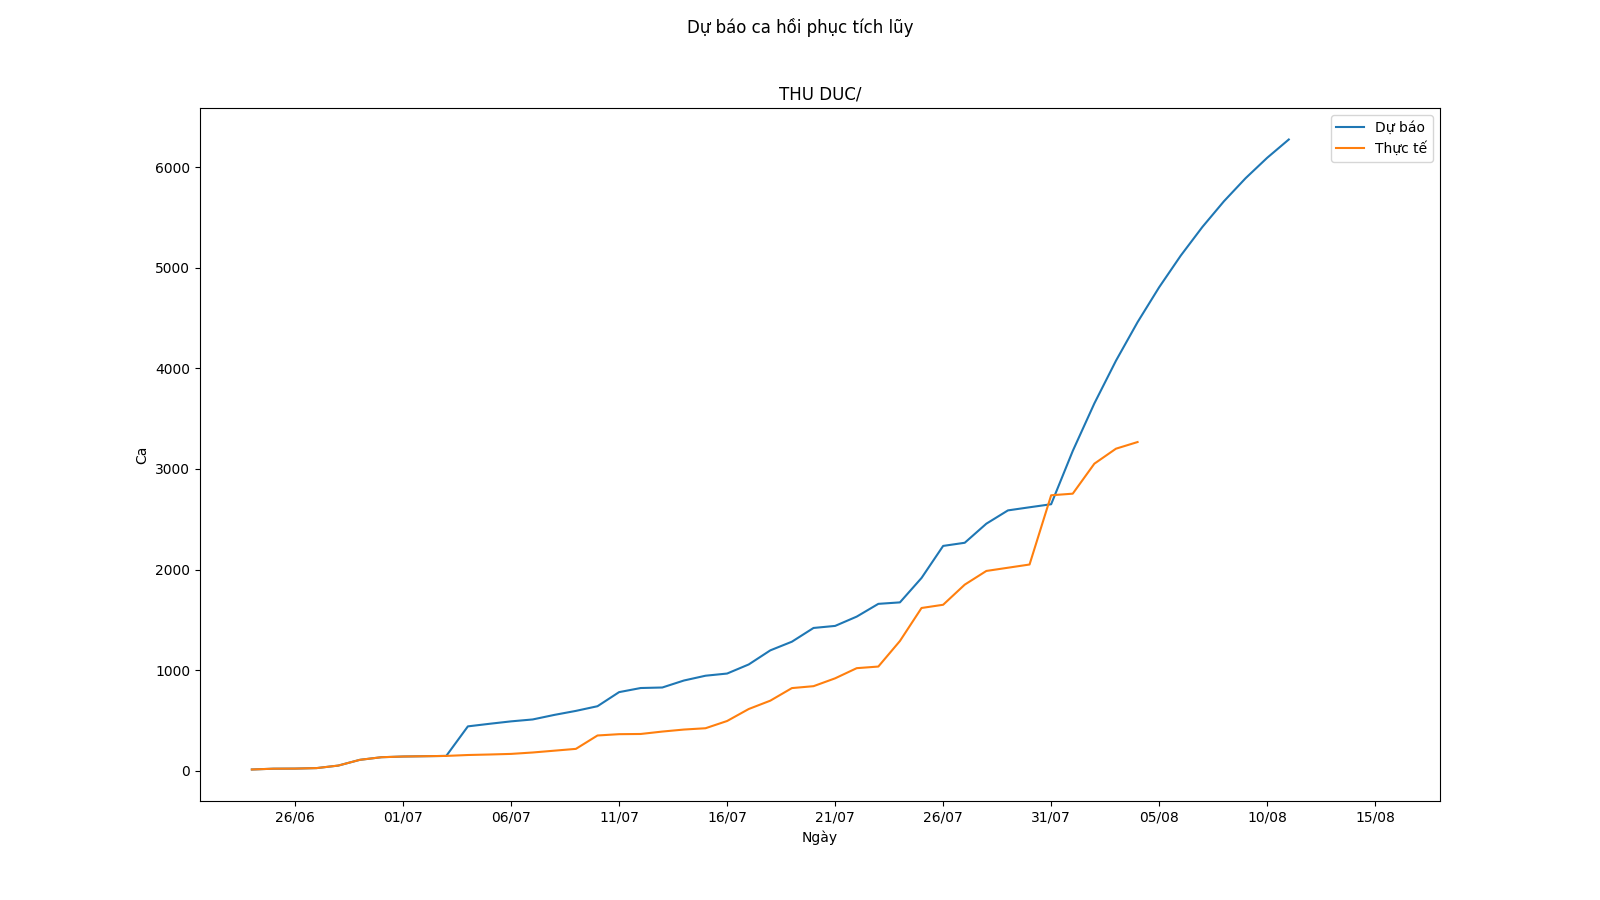 Dự báo ca hồi phục tích lũy
THU DUC/
Dự báo
Thực tế
6000
5000
4000
3000
2000
1000
0
Ca
26/06 01/07 06/07 11/07 16/07 21/07 26/07 31/07 05/08 10/08 15/08
Ngày